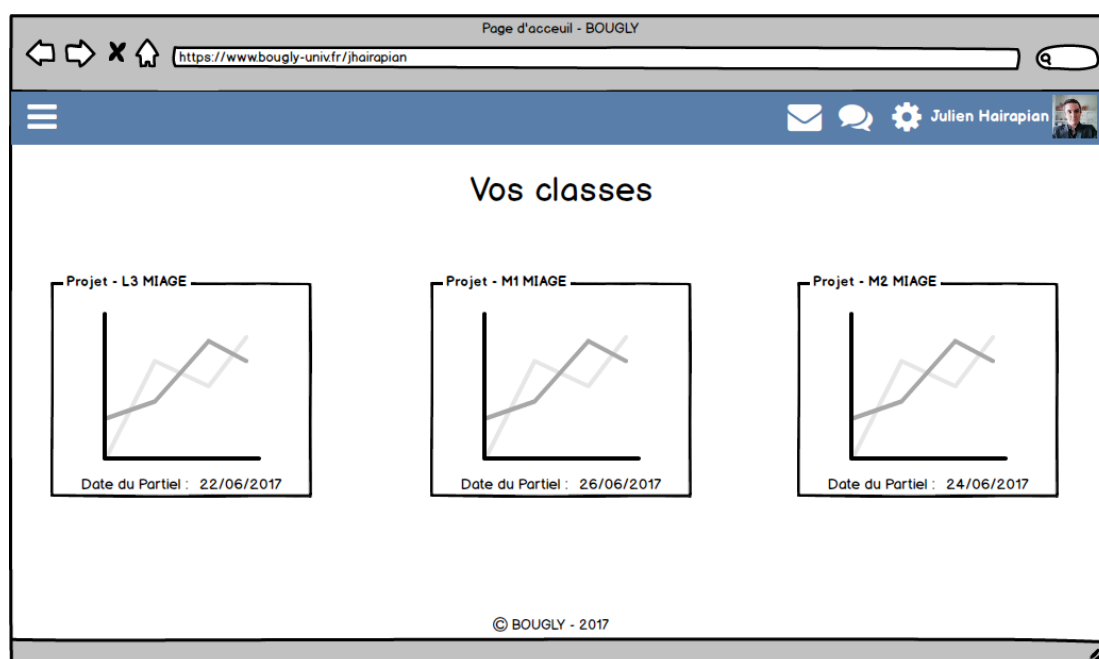 Page d'acceuil - BOUGLY
https://www.bougly-univ.fr/jhairapian
Julien Hairapian
Vos classes
Projet - L3 MIAGE
Date du Partiel : 22/06/2017
Projet - M1 MIAGE
Date du Partiel : 26/06/2017
Projet - M2 MIAGE
Date du Partiel : 24/06/2017
© BOUGLY - 2017